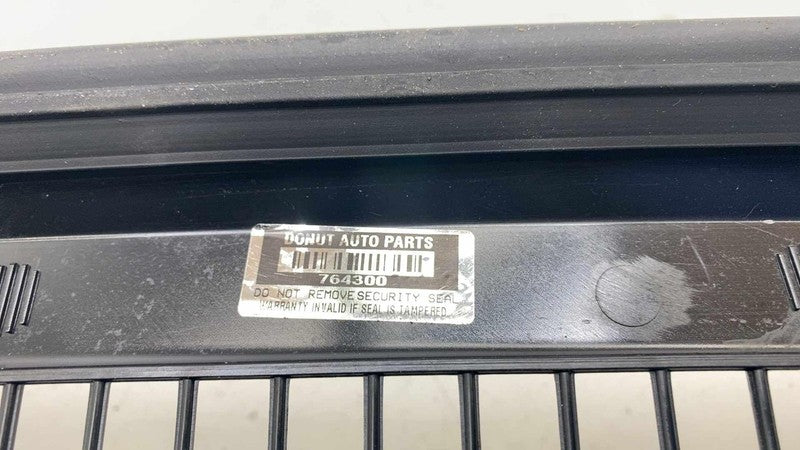 DONUT AUTO PARTS
764300
DO NOT REMOVE SECURITY SEAL
WARRANTY INVALID IF SEAL IS TAMPERED